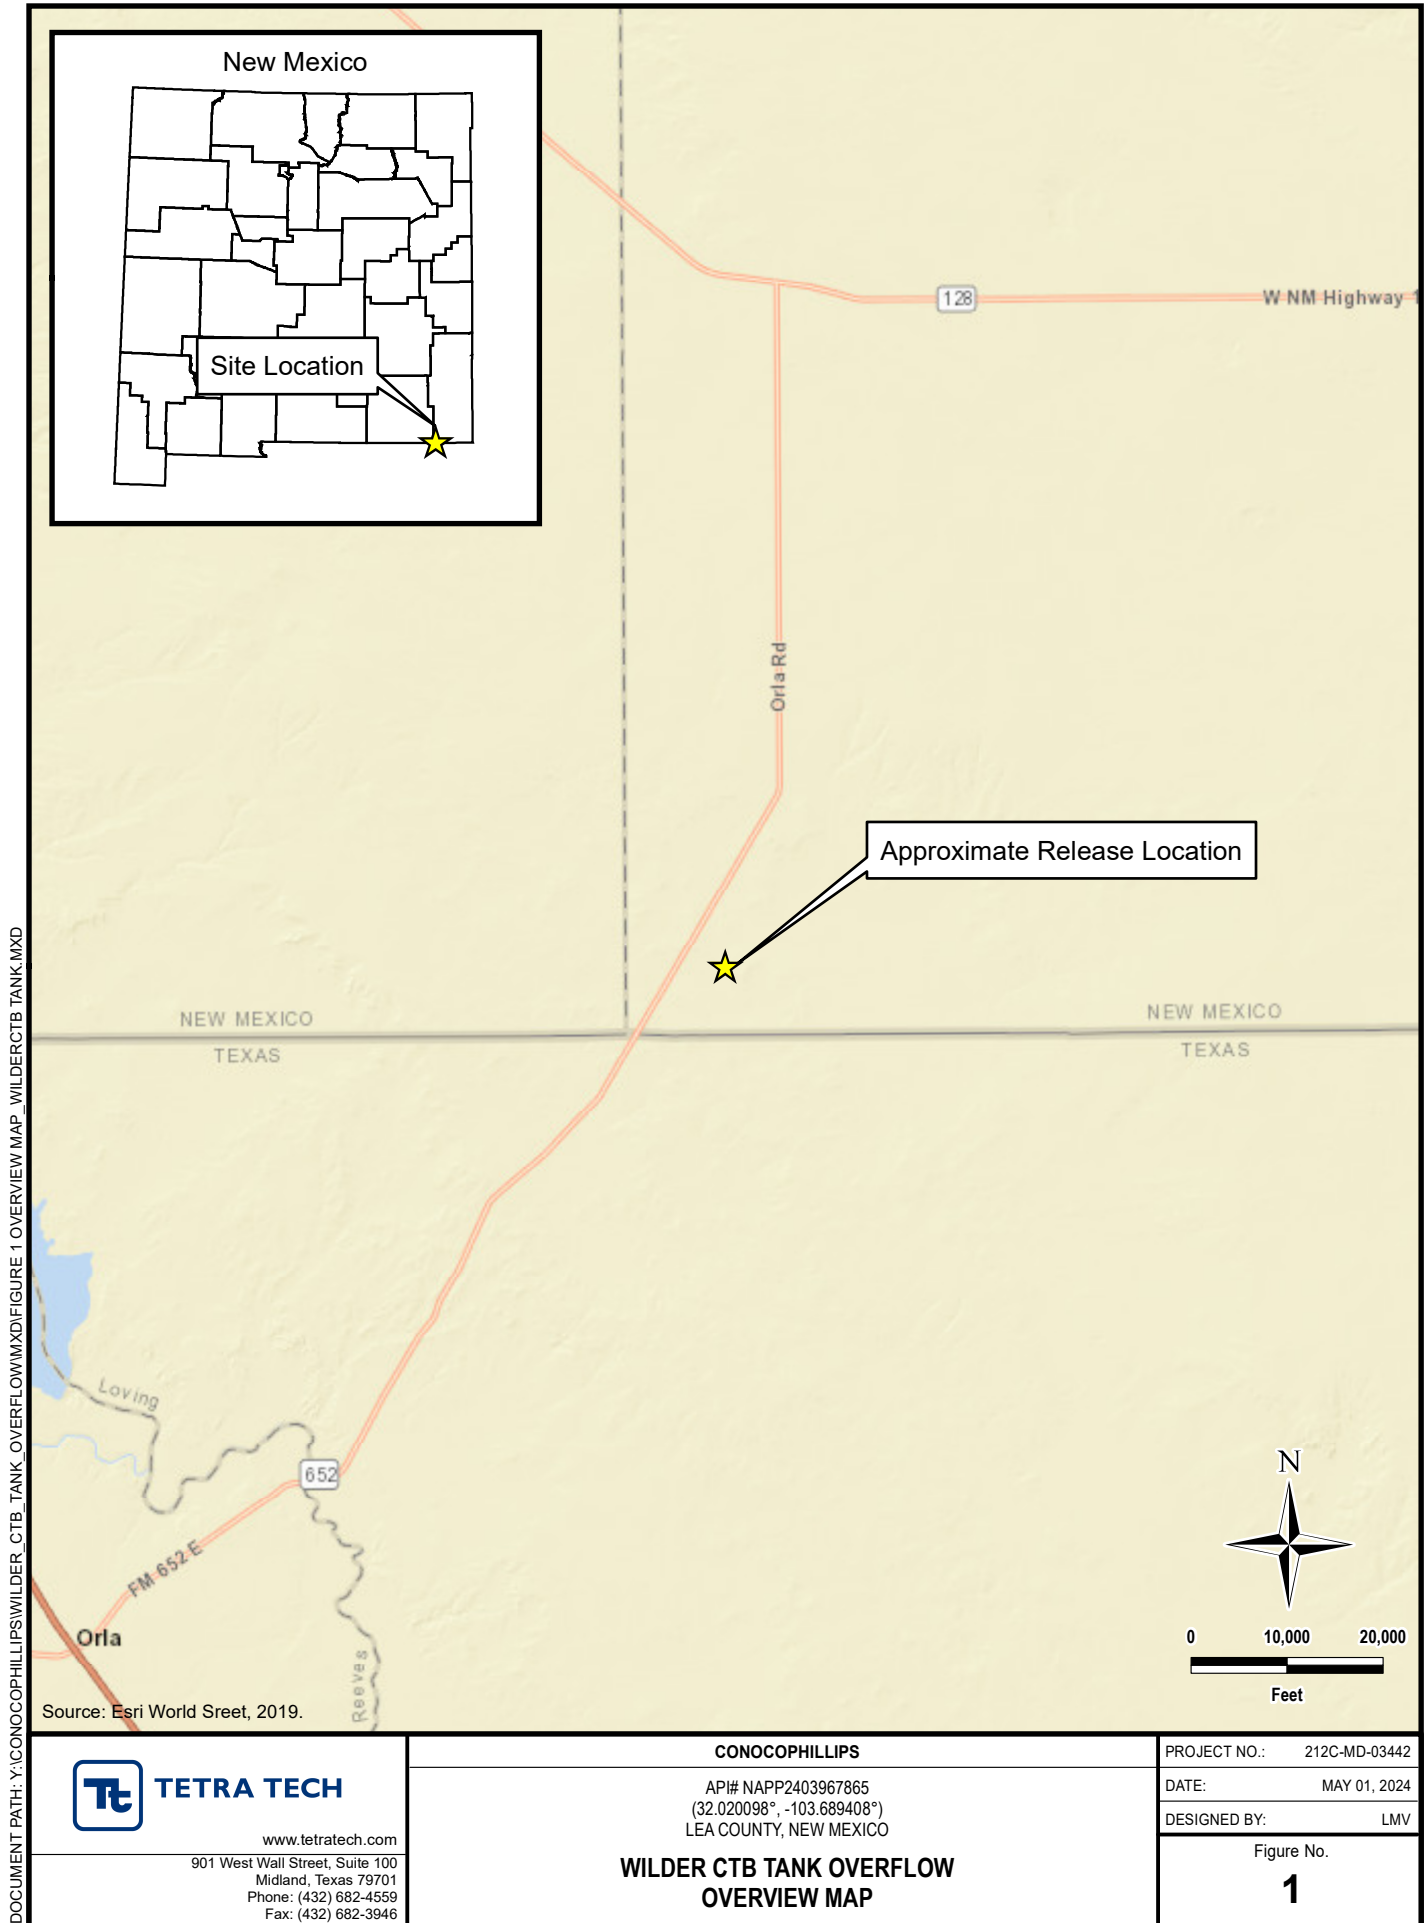 New Mexico
Site Location
128
W NM Highway 1
Orla Rd
Approximate Release Location
NEW MEXICO
TEXAS
NEW MEXICO
TEXAS
Loving
652
FM 652 E
Orla
Reeves
N
0 10,000 20,000
Feet
Source: Esri World Sreet, 2019.
DOCUMENT PATH: Y:\CONOCOPHILLIPS\WILDER_CTB_TANK_OVERFLOW\MXD\FIGURE 1 OVERVIEW MAP_WILDERCTB TANK.MXD
Tt TETRA TECH
www.tetratech.com
901 West Wall Street, Suite 100
Midland, Texas 79701
Phone: (432) 682-4559
Fax: (432) 682-3946
CONOCOPHILLIPS
API# NAPP2403967865
(32.020098°, -103.689408°)
LEA COUNTY, NEW MEXICO
WILDER CTB TANK OVERFLOW
OVERVIEW MAP
PROJECT NO.: 212C-MD-03442
DATE: MAY 01, 2024
DESIGNED BY: LMV
Figure No.
1